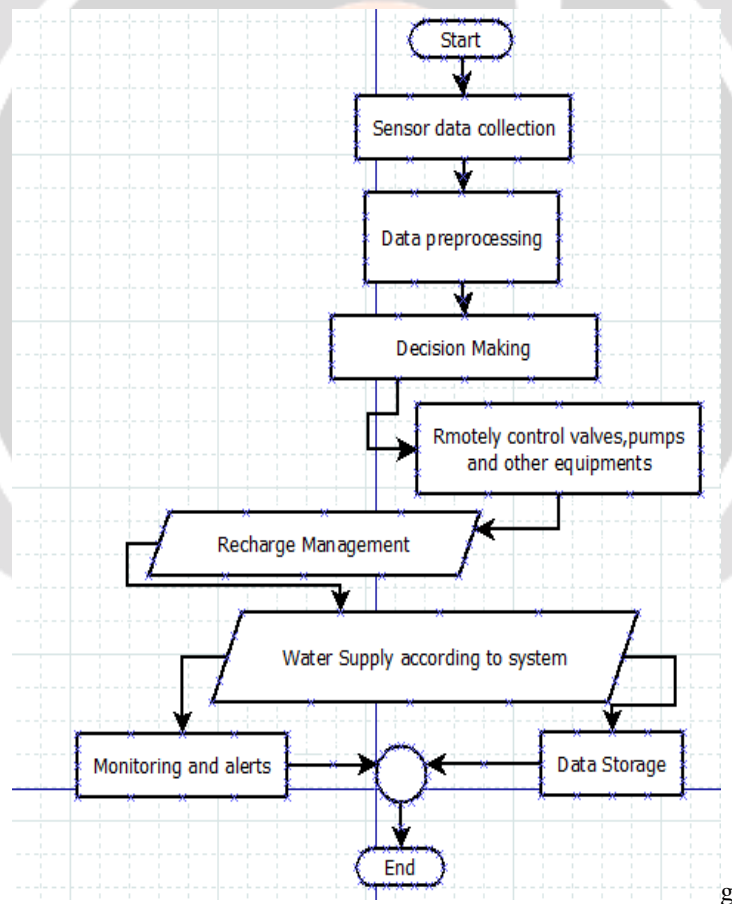 Start
Sensor data collection
Data preprocessing
Decision Making
Rmotely control valves,pumps
and other equipments
Recharge Management
Water Supply according to system
Monitoring and alerts
Data Storage
End
g